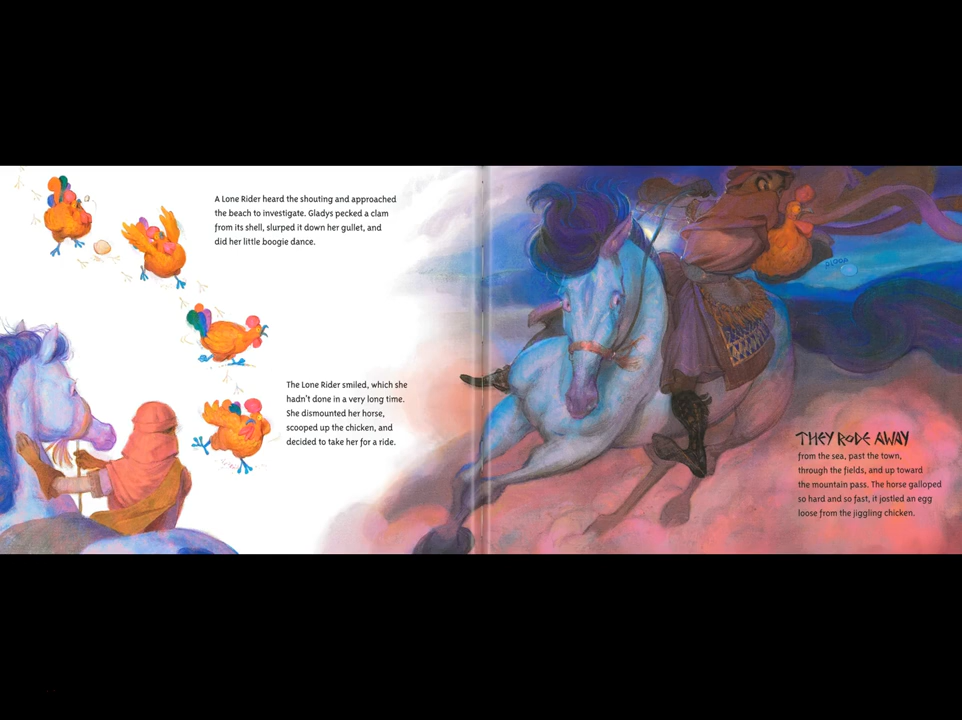 A Lone Rider heard the shouting and approached
the beach to investigate. Gladys pecked a clam
from its shell, slurped it down her gullet, and
did her little boogie dance.
The Lone Rider smiled, which she
hadn't done in a very long time.
She dismounted her horse,
scooped up the chicken, and
decided to take her for a ride.
THEY RODE AWAY
from the sea, past the town,
through the fields, and up toward
the mountain pass. The horse galloped
so hard and so fast, it jostled an egg
loose from the jiggling chicken.